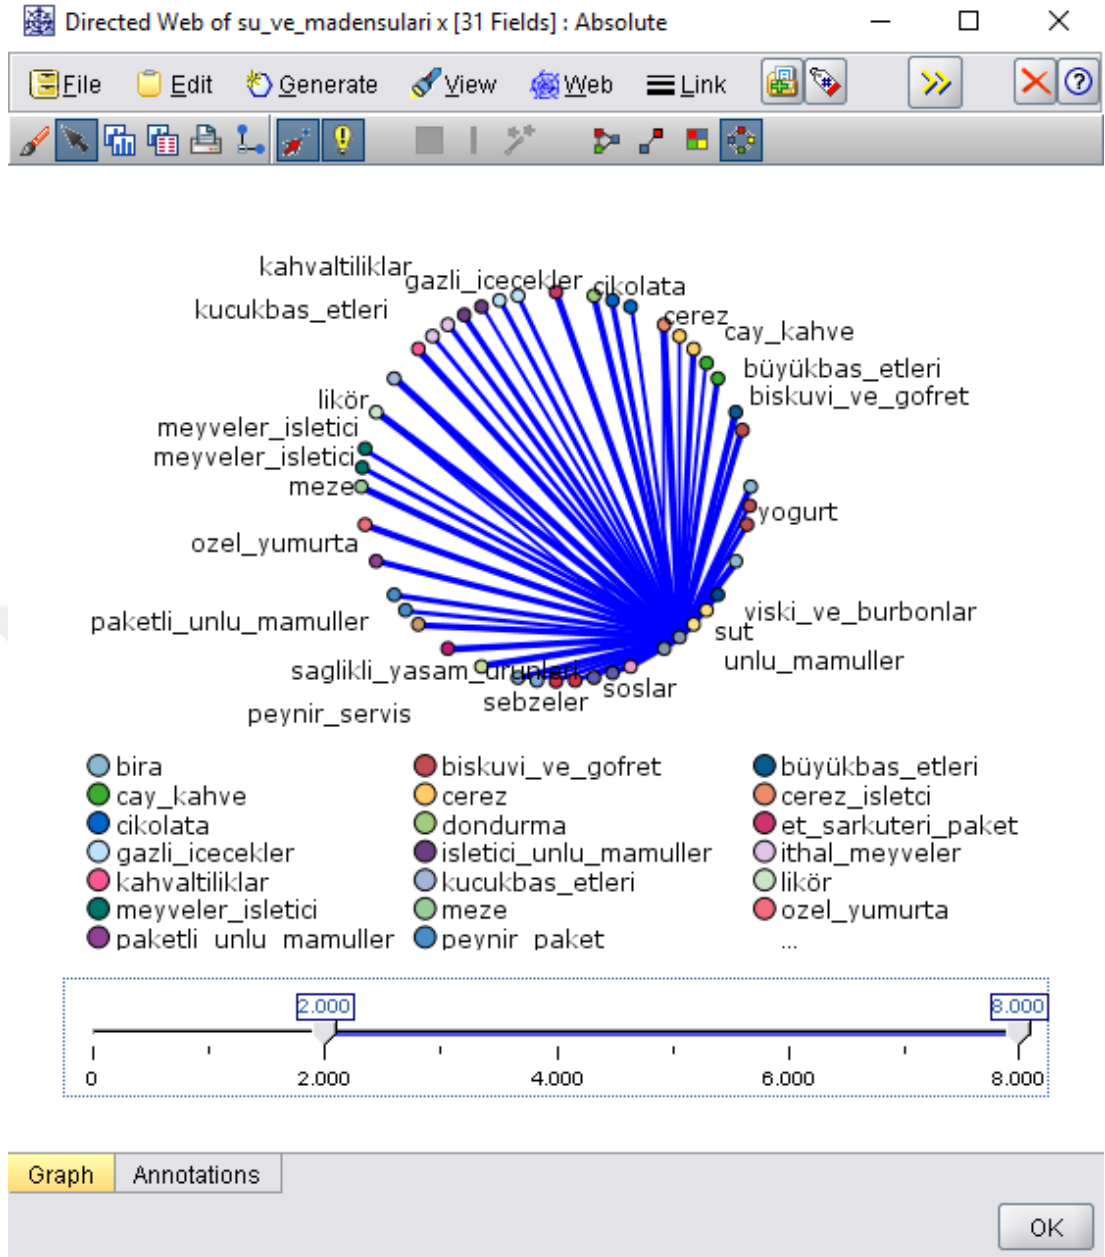 Directed Web of su_ve_madensulari x [31 Fields] : Absolute
File Edit Generate View Web Link
kahvaltiliklar
gazli_icecekler
cikolata
kucukbas_etleri
cerez
cay_kahve
büyükbas_etleri
biskuvi_ve_gofret
likör
meyveler_isletici
meyveler_isletici
meze
yogurt
ozel_yumurta
viski_ve_burbonlar
paketli_unlu_mamuller
sut
unlu_mamuller
saglikli_yasam_urunleri
soslar
sebzeler
peynir_servis
bira biskuvi_ve_gofret büyükbas_etleri
cay_kahve cerez cerez_isletci
cikolata dondurma et_sarkuteri_paket
gazli_icecekler isletici_unlu_mamuller ithal_meyveler
kahvaltiliklar kucukbas_etleri likör
meyveler_isletici meze ozel_yumurta
paketli_unlu_mamuller peynir_paket ...
2.000 8.000
0 2.000 4.000 6.000 8.000
Graph Annotations
OK